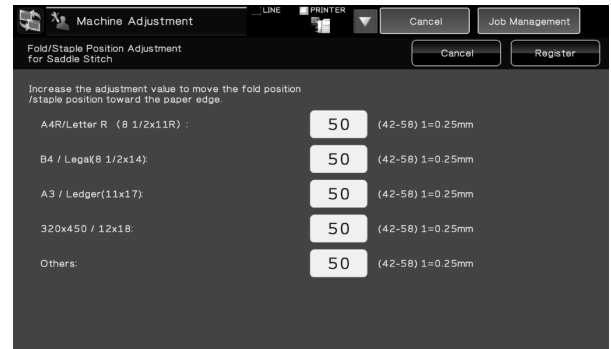 Machine Adjustment
LINE
PRINTER
Cancel
Job Management
Fold/Staple Position Adjustment
for Saddle Stitch
Cancel
Register
Increase the adjustment value to move the fold position
/staple position toward the paper edge.
A4R/Letter R (8 1/2x11R) : 50 (42-58) 1=0.25mm
B4 / Legal(8 1/2x14): 50 (42-58) 1=0.25mm
A3 / Ledger(11x17): 50 (42-58) 1=0.25mm
320x450 / 12x18: 50 (42-58) 1=0.25mm
Others: 50 (42-58) 1=0.25mm